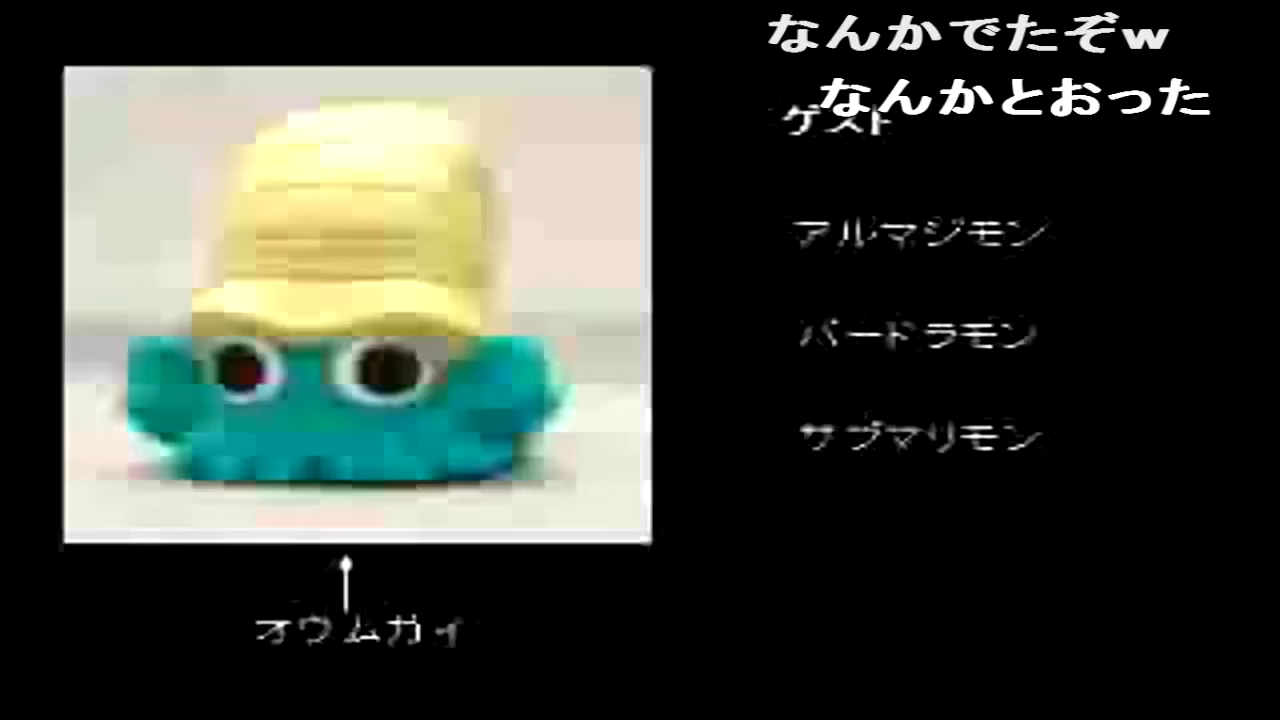 なんかでたぞw
なんかとおった
ゲスト
アルマジモン
バードラモン
サブマリモン
オウムガイ